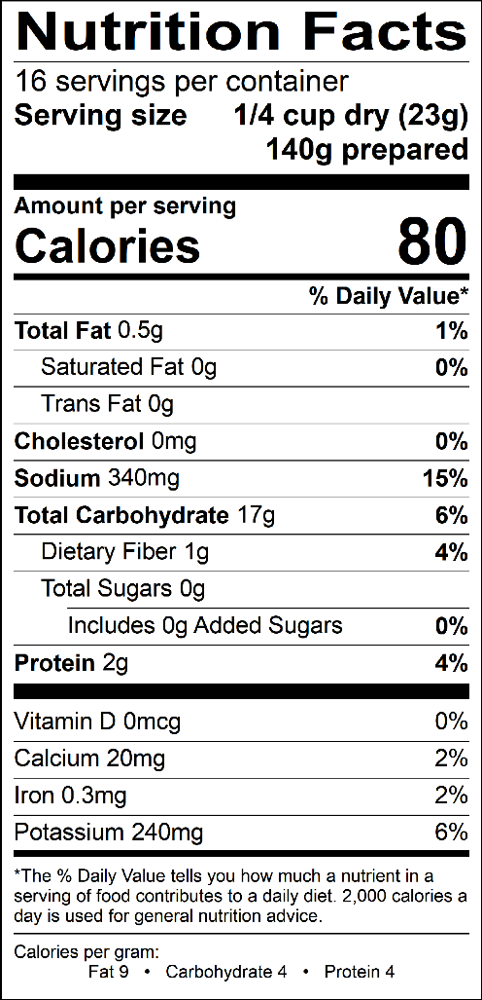 Nutrition Facts
16 servings per container
Serving size 1/4 cup dry (23g)
140g prepared
Amount per serving
Calories 80
% Daily Value*
Total Fat 0.5g 1%
Saturated Fat 0g 0%
Trans Fat 0g
Cholesterol 0mg 0%
Sodium 340mg 15%
Total Carbohydrate 17g 6%
Dietary Fiber 1g 4%
Total Sugars 0g
Includes 0g Added Sugars 0%
Protein 2g 4%
Vitamin D 0mcg 0%
Calcium 20mg 2%
Iron 0.3mg 2%
Potassium 240mg 6%
*The % Daily Value tells you how much a nutrient in a
serving of food contributes to a daily diet. 2,000 calories a
day is used for general nutrition advice.
Calories per gram:
Fat 9 • Carbohydrate 4 • Protein 4